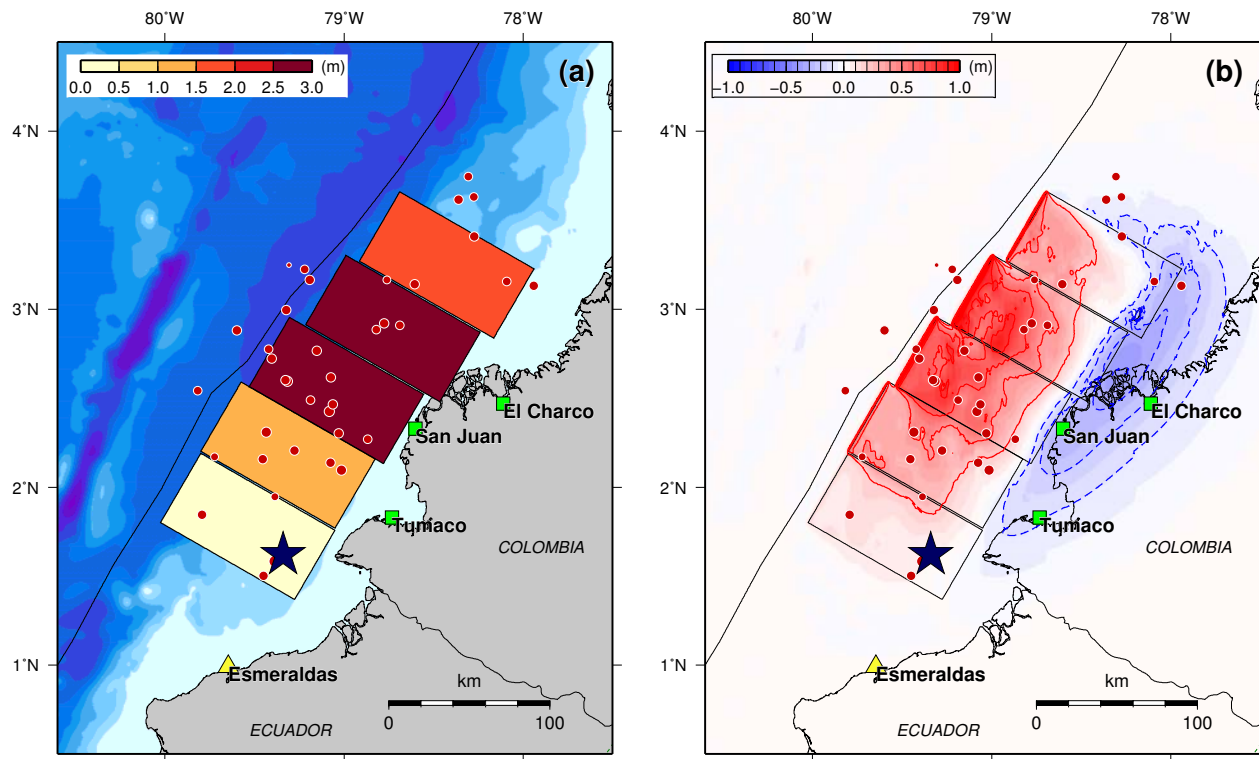 80˚W 79˚W 78˚W
(m) (a)
0.0 0.5 1.0 1.5 2.0 2.5 3.0
4˚N
3˚N
El Charco
San Juan
2˚N
Tumaco
COLOMBIA
1˚N
Esmeraldas
km
0 100
ECUADOR
80˚W 79˚W 78˚W
(m) (b)
−1.0 −0.5 0.0 0.5 1.0
4˚N
3˚N
El Charco
San Juan
2˚N
Tumaco
COLOMBIA
1˚N
Esmeraldas
km
0 100
ECUADOR